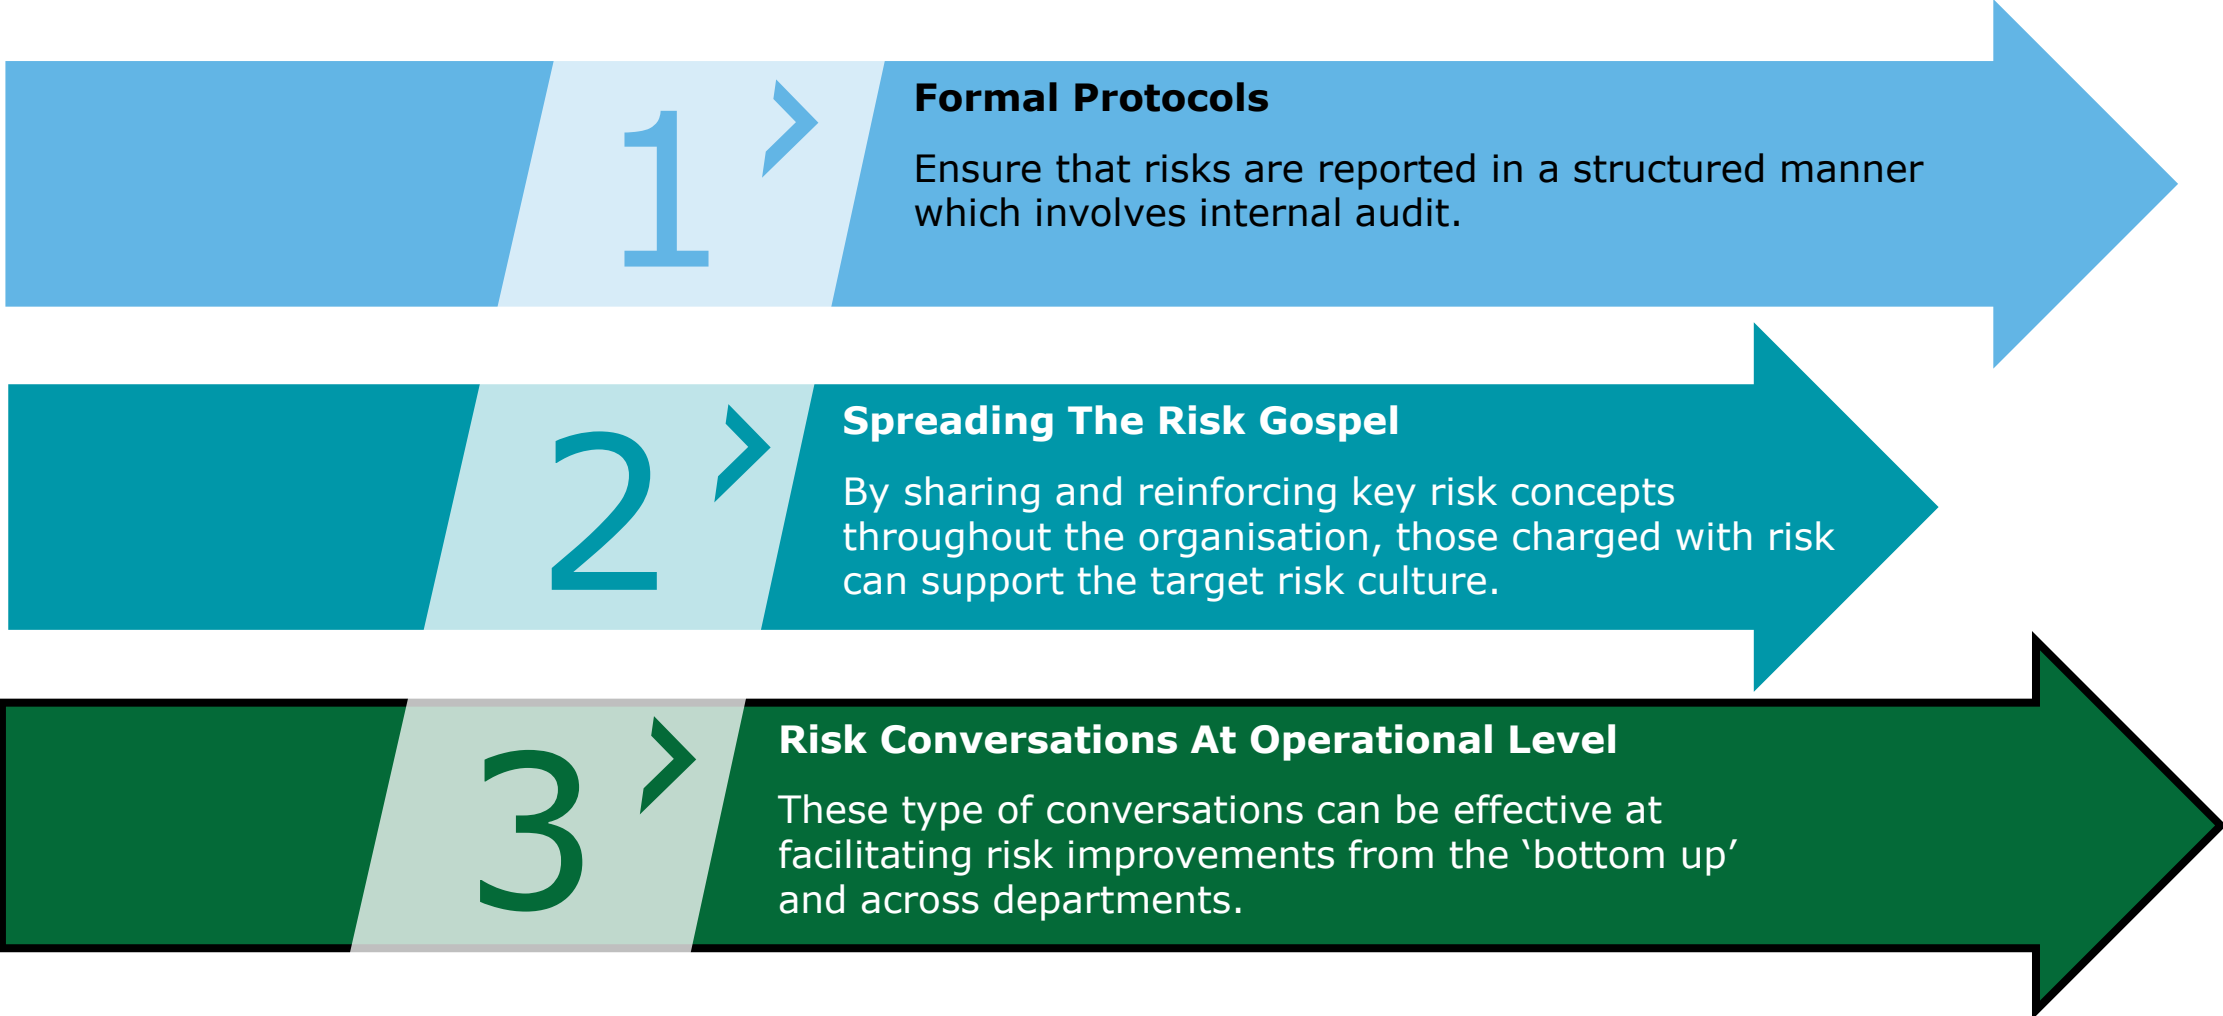 1
Formal Protocols
Ensure that risks are reported in a structured manner
which involves internal audit.
2
Spreading The Risk Gospel
By sharing and reinforcing key risk concepts
throughout the organisation, those charged with risk
can support the target risk culture.
3
Risk Conversations At Operational Level
These type of conversations can be effective at
facilitating risk improvements from the ‘bottom up’
and across departments.